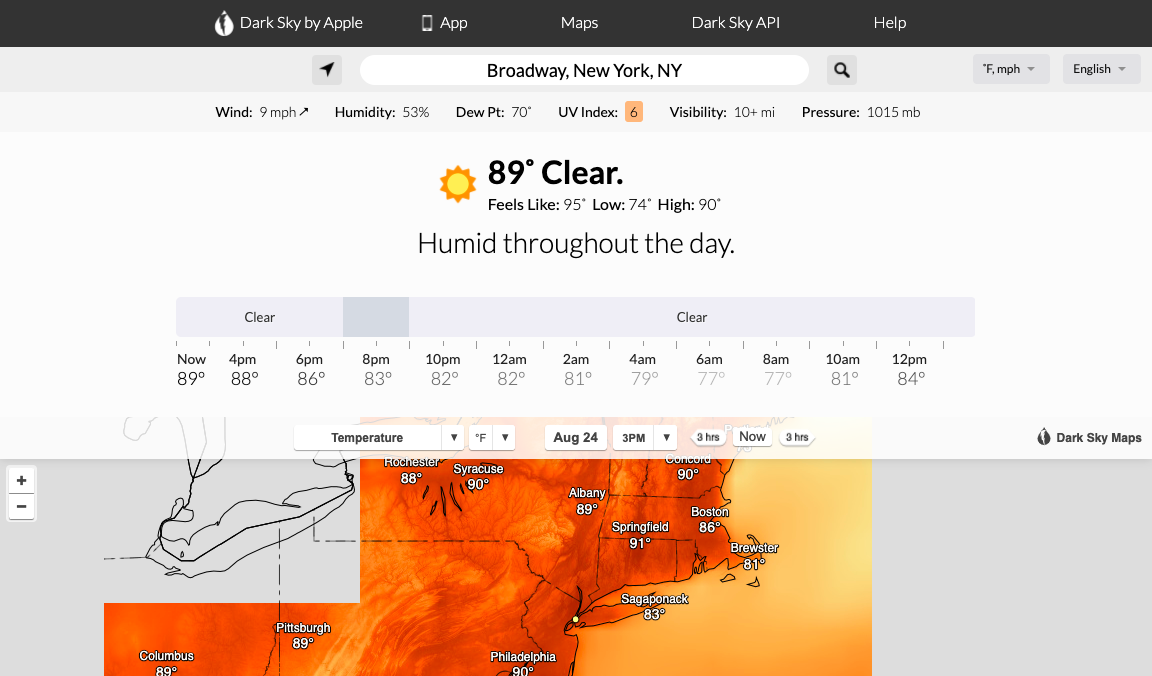 Dark Sky by Apple App Maps Dark Sky API Help
Broadway, New York, NY
˚F, mph English
Wind: 9 mph Humidity: 53% Dew Pt: 70˚ UV Index: 6 Visibility: 10+ mi Pressure: 1015 mb
89˚ Clear.
Feels Like: 95˚ Low: 74˚ High: 90˚
Humid throughout the day.
Clear Clear
Now 4pm 6pm 8pm 10pm 12am 2am 4am 6am 8am 10am 12pm
89° 88° 86° 83° 82° 82° 81° 79° 77° 77° 81° 84°
Temperature ▼ °F ▼ Aug 24 3PM ▼ 3 hrs Now 3 hrs Dark Sky Maps
+
−
Rochester
88°
Syracuse
90°
Concord
90°
Albany
89°
Boston
86°
Springfield
91°
Brewster
81°
Sagaponack
83°
Pittsburgh
89°
Columbus
89°
Philadelphia
90°